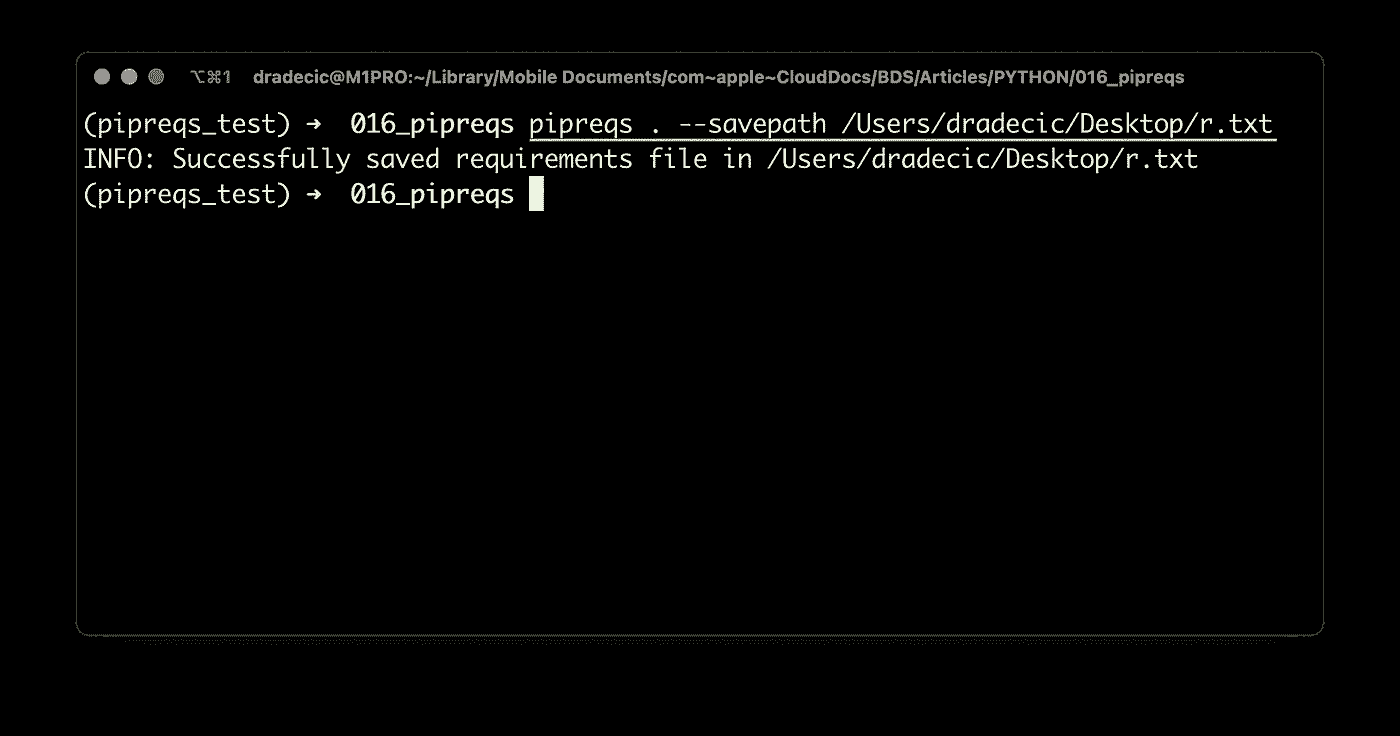 ⌥⌘1 dradecic@M1PRO:~/Library/Mobile Documents/com~apple~CloudDocs/BDS/Articles/PYTHON/016_pipreqs
(pipreqs_test) → 016_pipreqs pipreqs . --savepath /Users/dradecic/Desktop/r.txt
INFO: Successfully saved requirements file in /Users/dradecic/Desktop/r.txt
(pipreqs_test) → 016_pipreqs